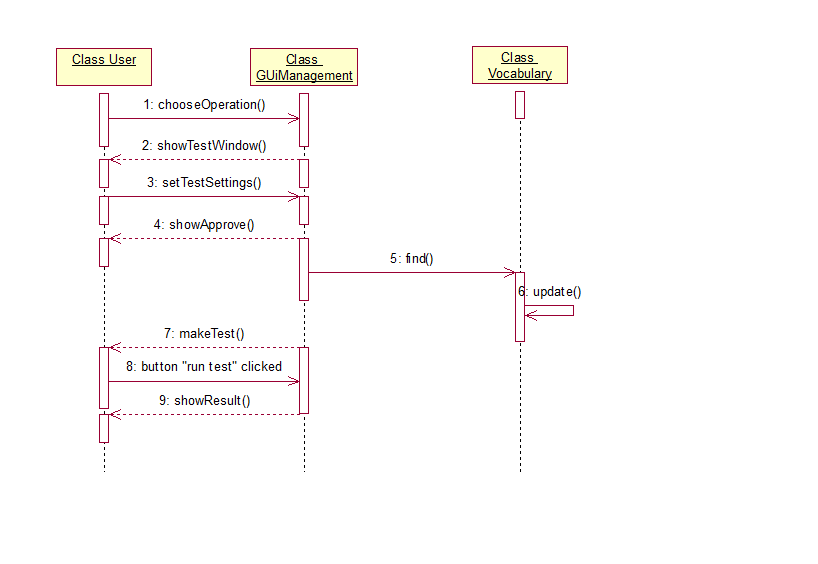 Class User
Class
GUiManagement
Class
Vocabulary
1: chooseOperation()
2: showTestWindow()
3: setTestSettings()
4: showApprove()
5: find()
6: update()
7: makeTest()
8: button "run test" clicked
9: showResult()